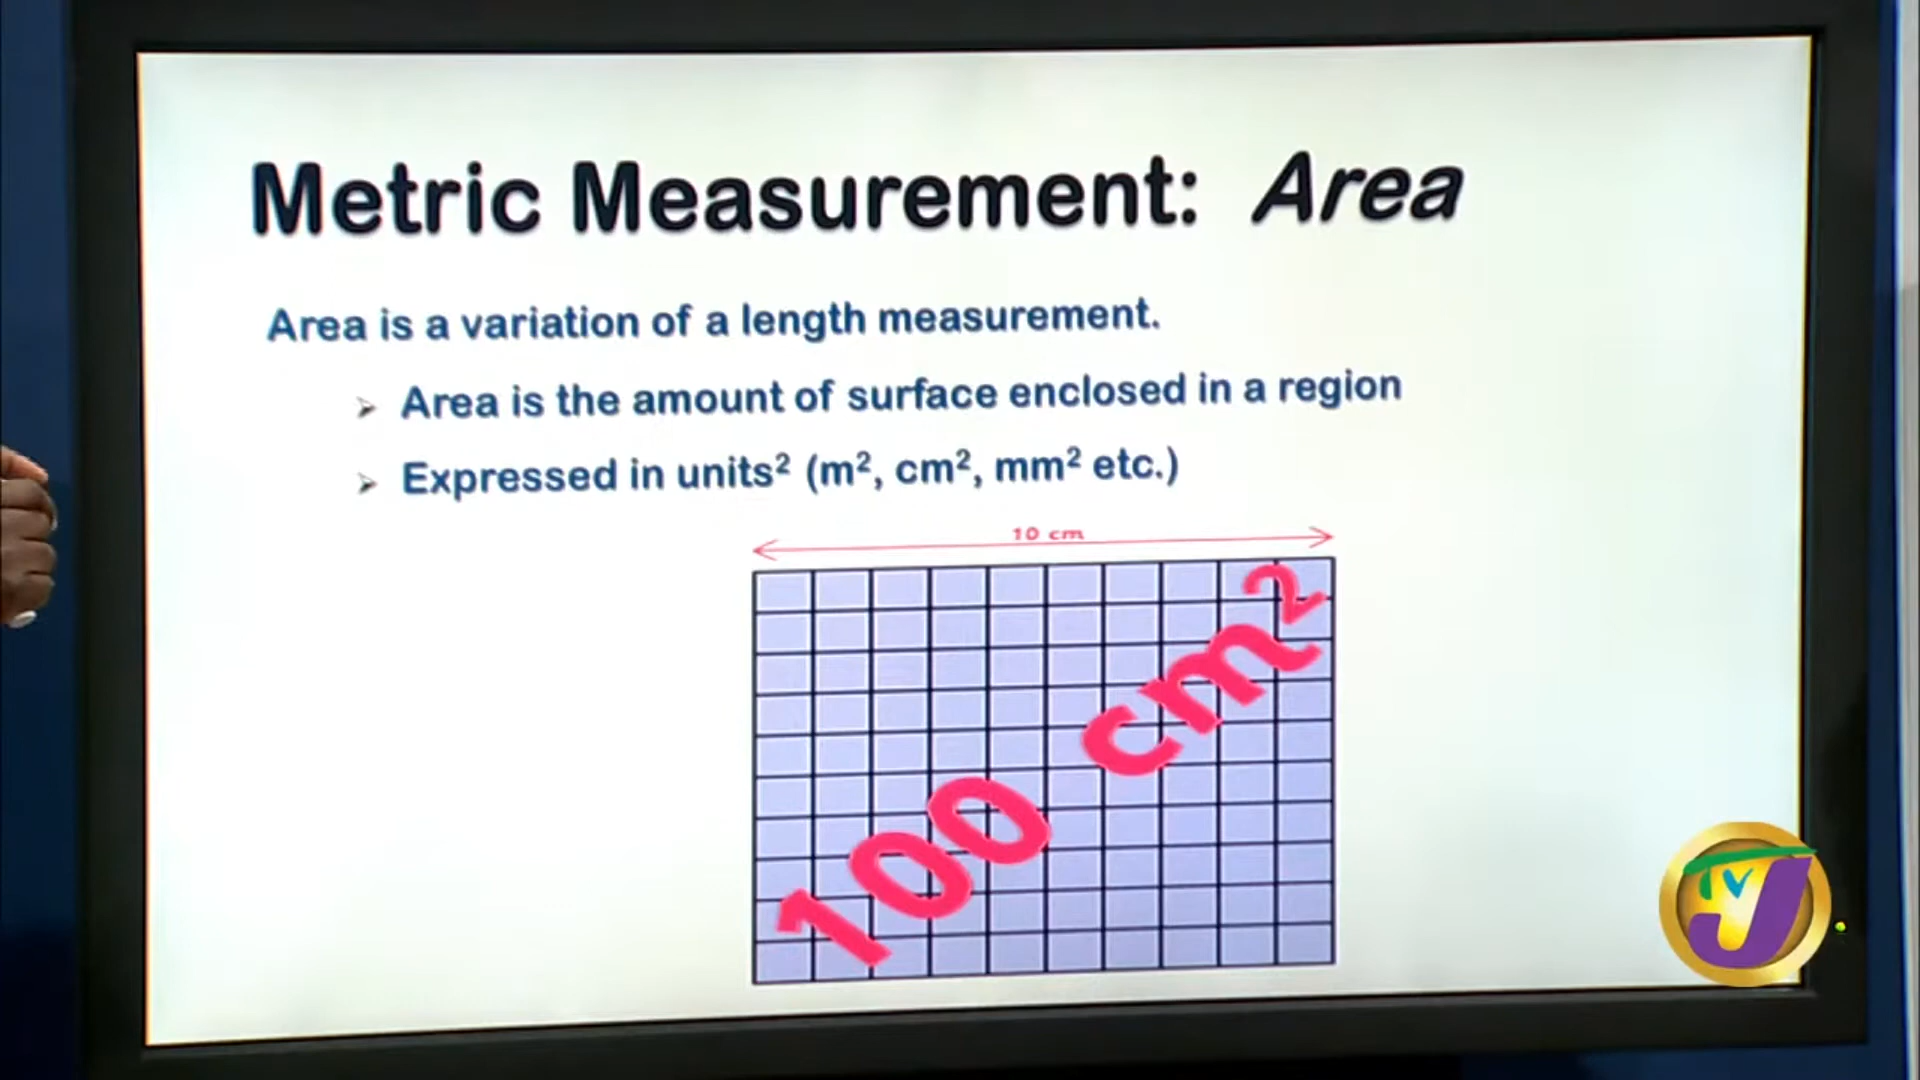 Metric Measurement: Area
Area is a variation of a length measurement.
➢ Area is the amount of surface enclosed in a region
➢ Expressed in units² (m², cm², mm² etc.)
10 cm
100 cm²
TVJ